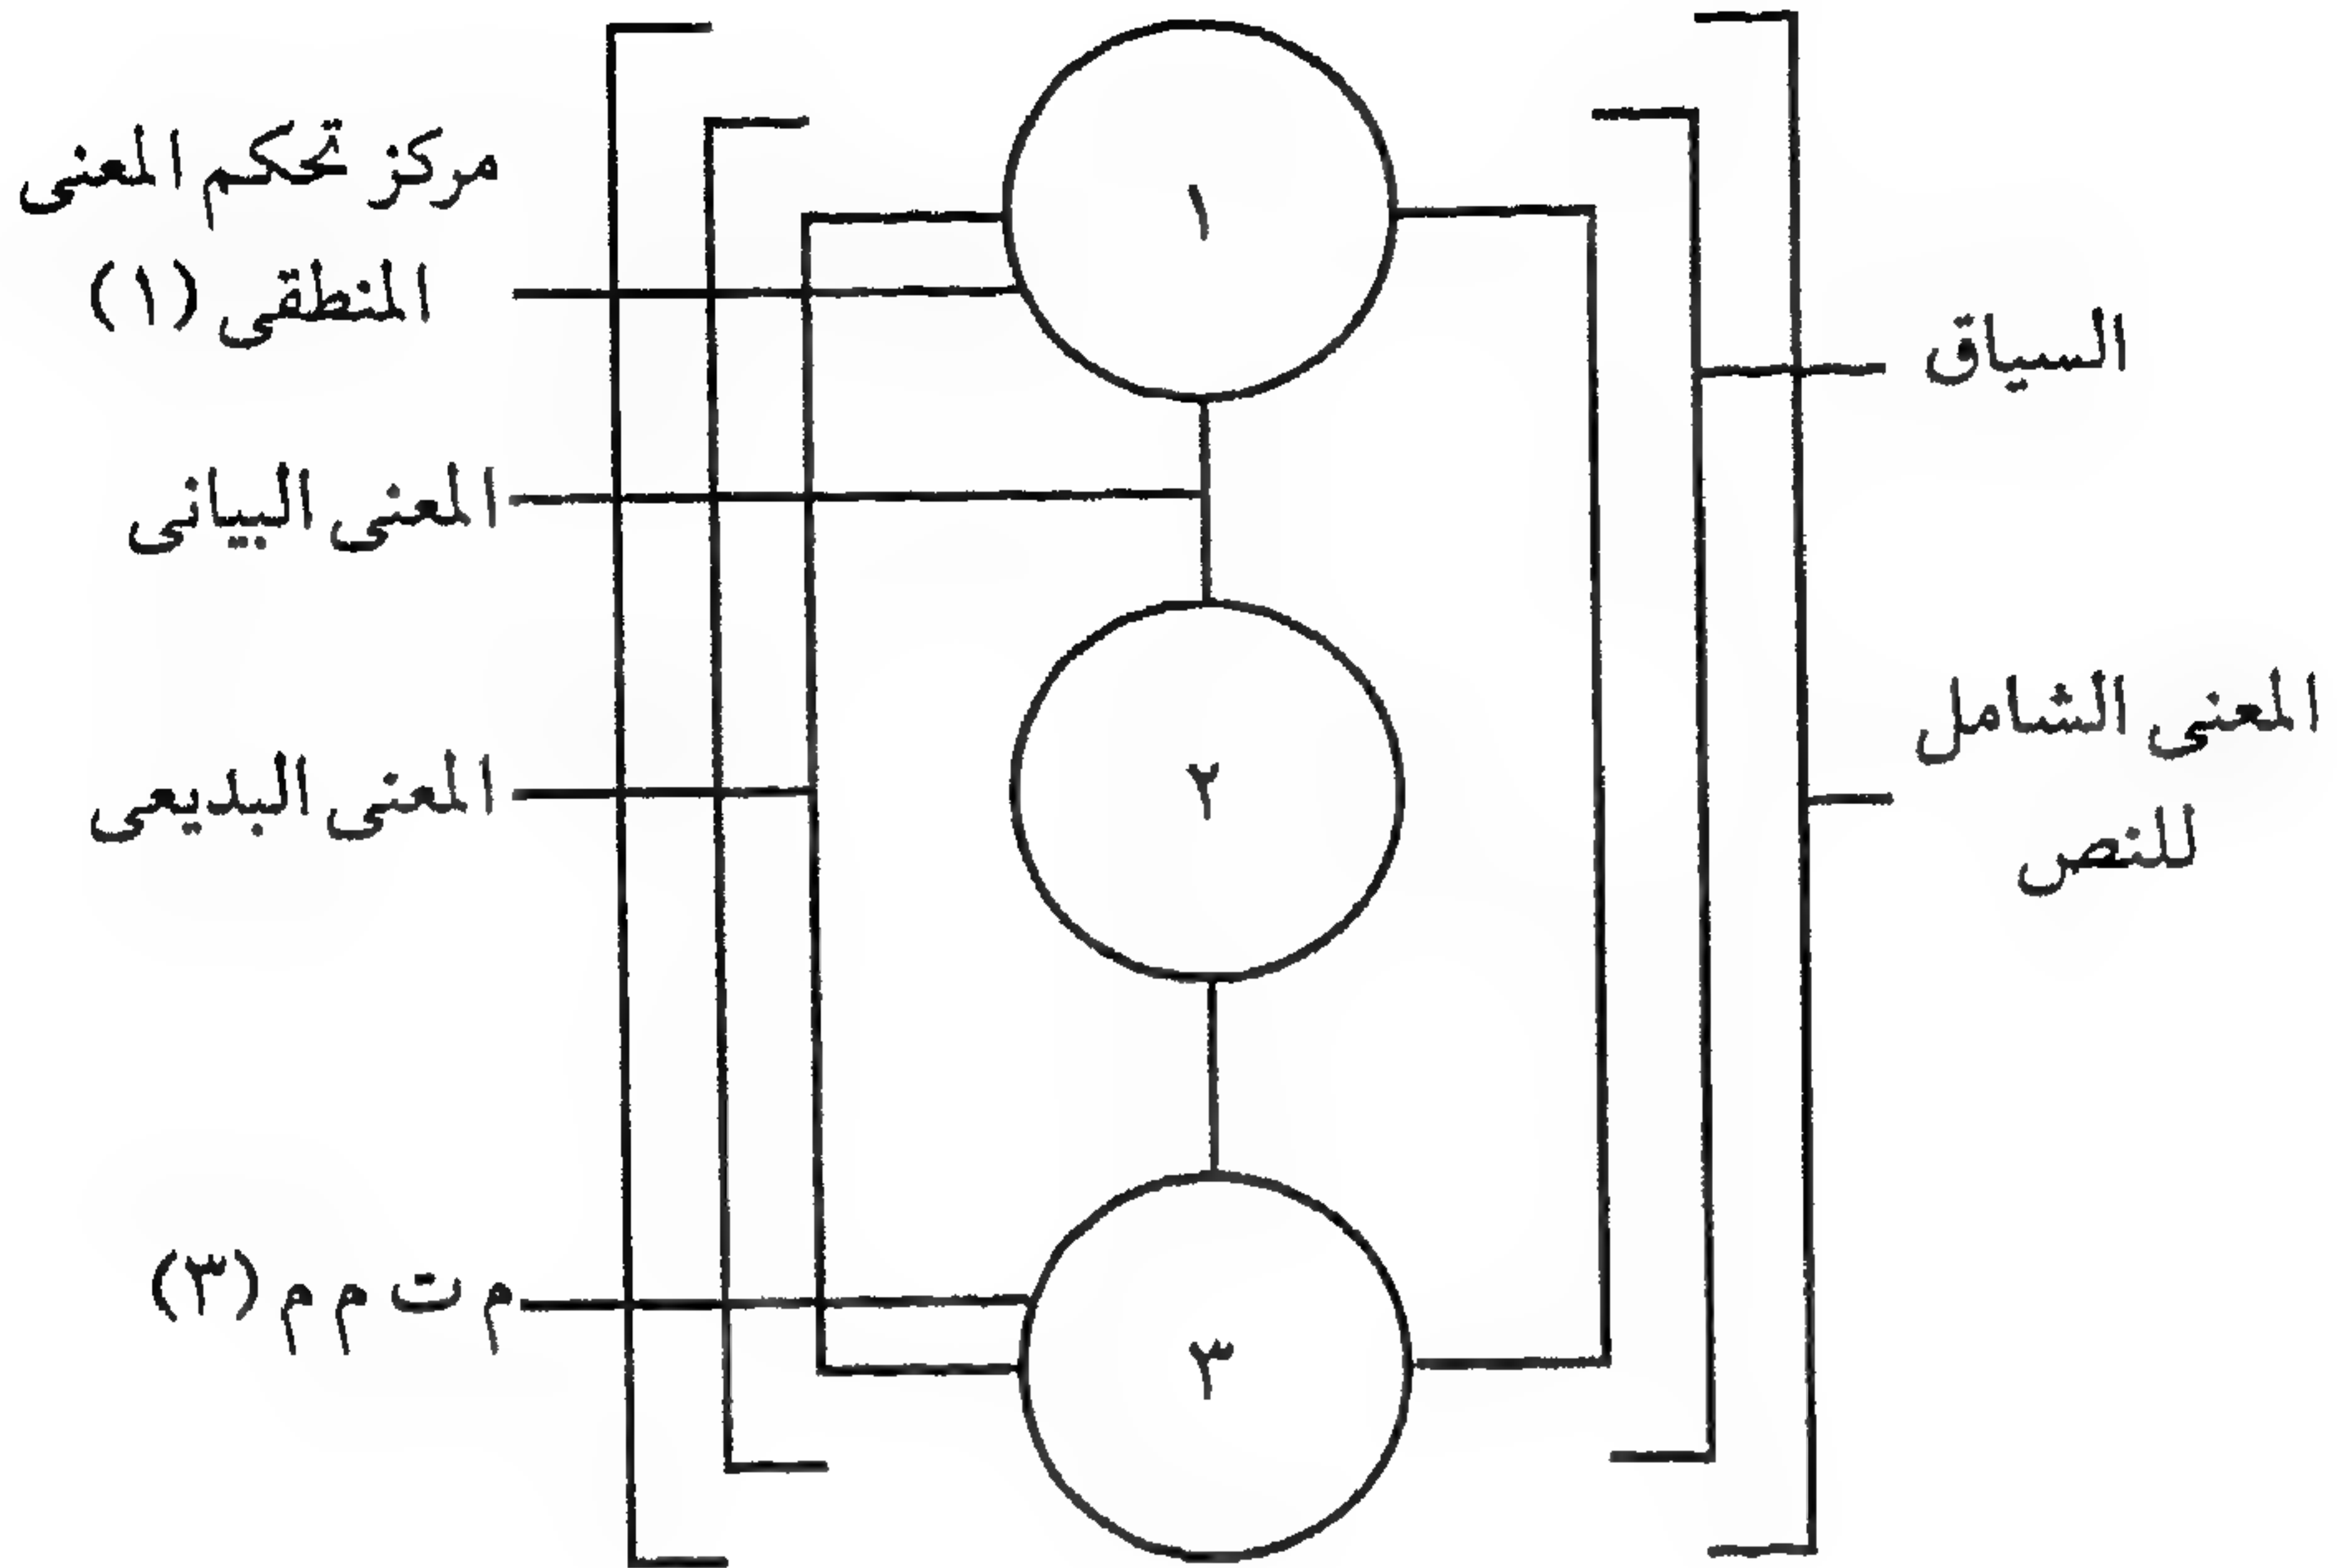 مركز تحكم المعنى
المنطقى (١)
المعنى البيانى
المعنى البديعى
م ت م م (٣)
١
٢
٣
السياق
المعنى الشامل
للنص